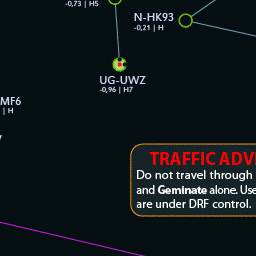 -0,73 | H5
N-HK93
-0,21 | H
UG-UWZ
-0,96 | H7
MF6
| H
TRAFFIC ADV
Do not travel through
and Geminate alone. Use
are under DRF control.